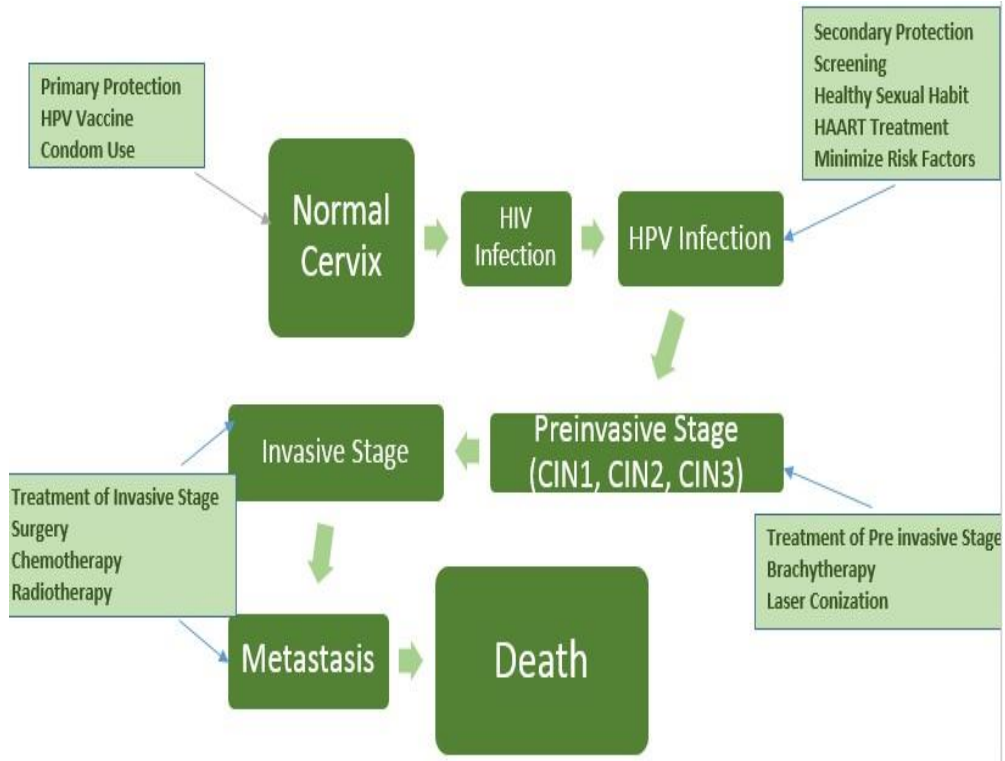 Primary Protection
HPV Vaccine
Condom Use
Secondary Protection
Screening
Healthy Sexual Habit
HAART Treatment
Minimize Risk Factors
Normal
Cervix
HIV
Infection
HPV Infection
Invasive Stage
Preinvasive Stage
(CIN1, CIN2, CIN3)
Treatment of Invasive Stage
Surgery
Chemotherapy
Radiotherapy
Treatment of Pre invasive Stage
Brachytherapy
Laser Conization
Metastasis
Death